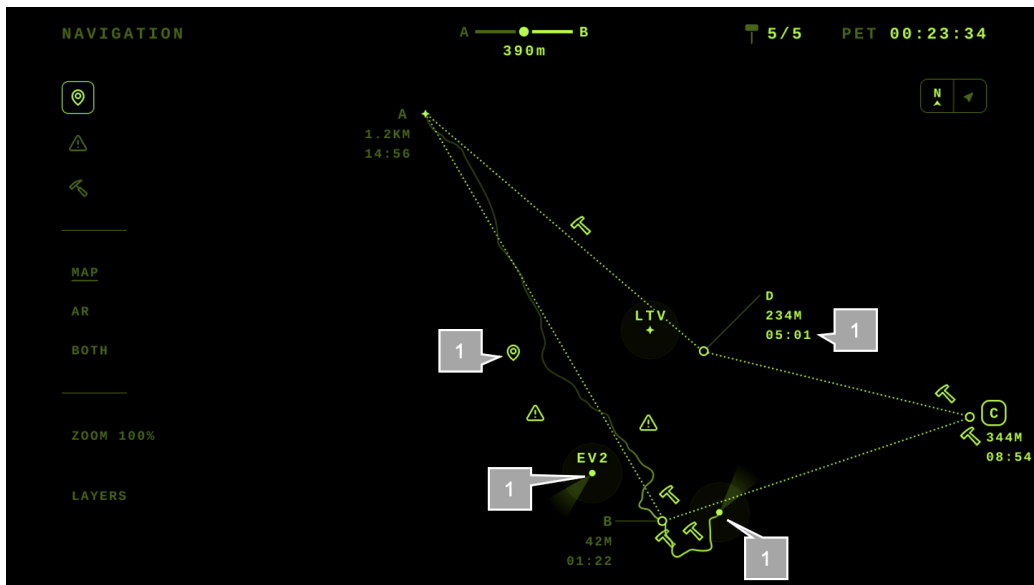 NAVIGATION
A B
390m
5/5
PET 00:23:34
N
A
1.2KM
14:56
MAP
AR
BOTH
ZOOM 100%
LAYERS
LTV
D
234M
05:01
1
1
C
344M
08:54
EV2
1
B
42M
01:22
1